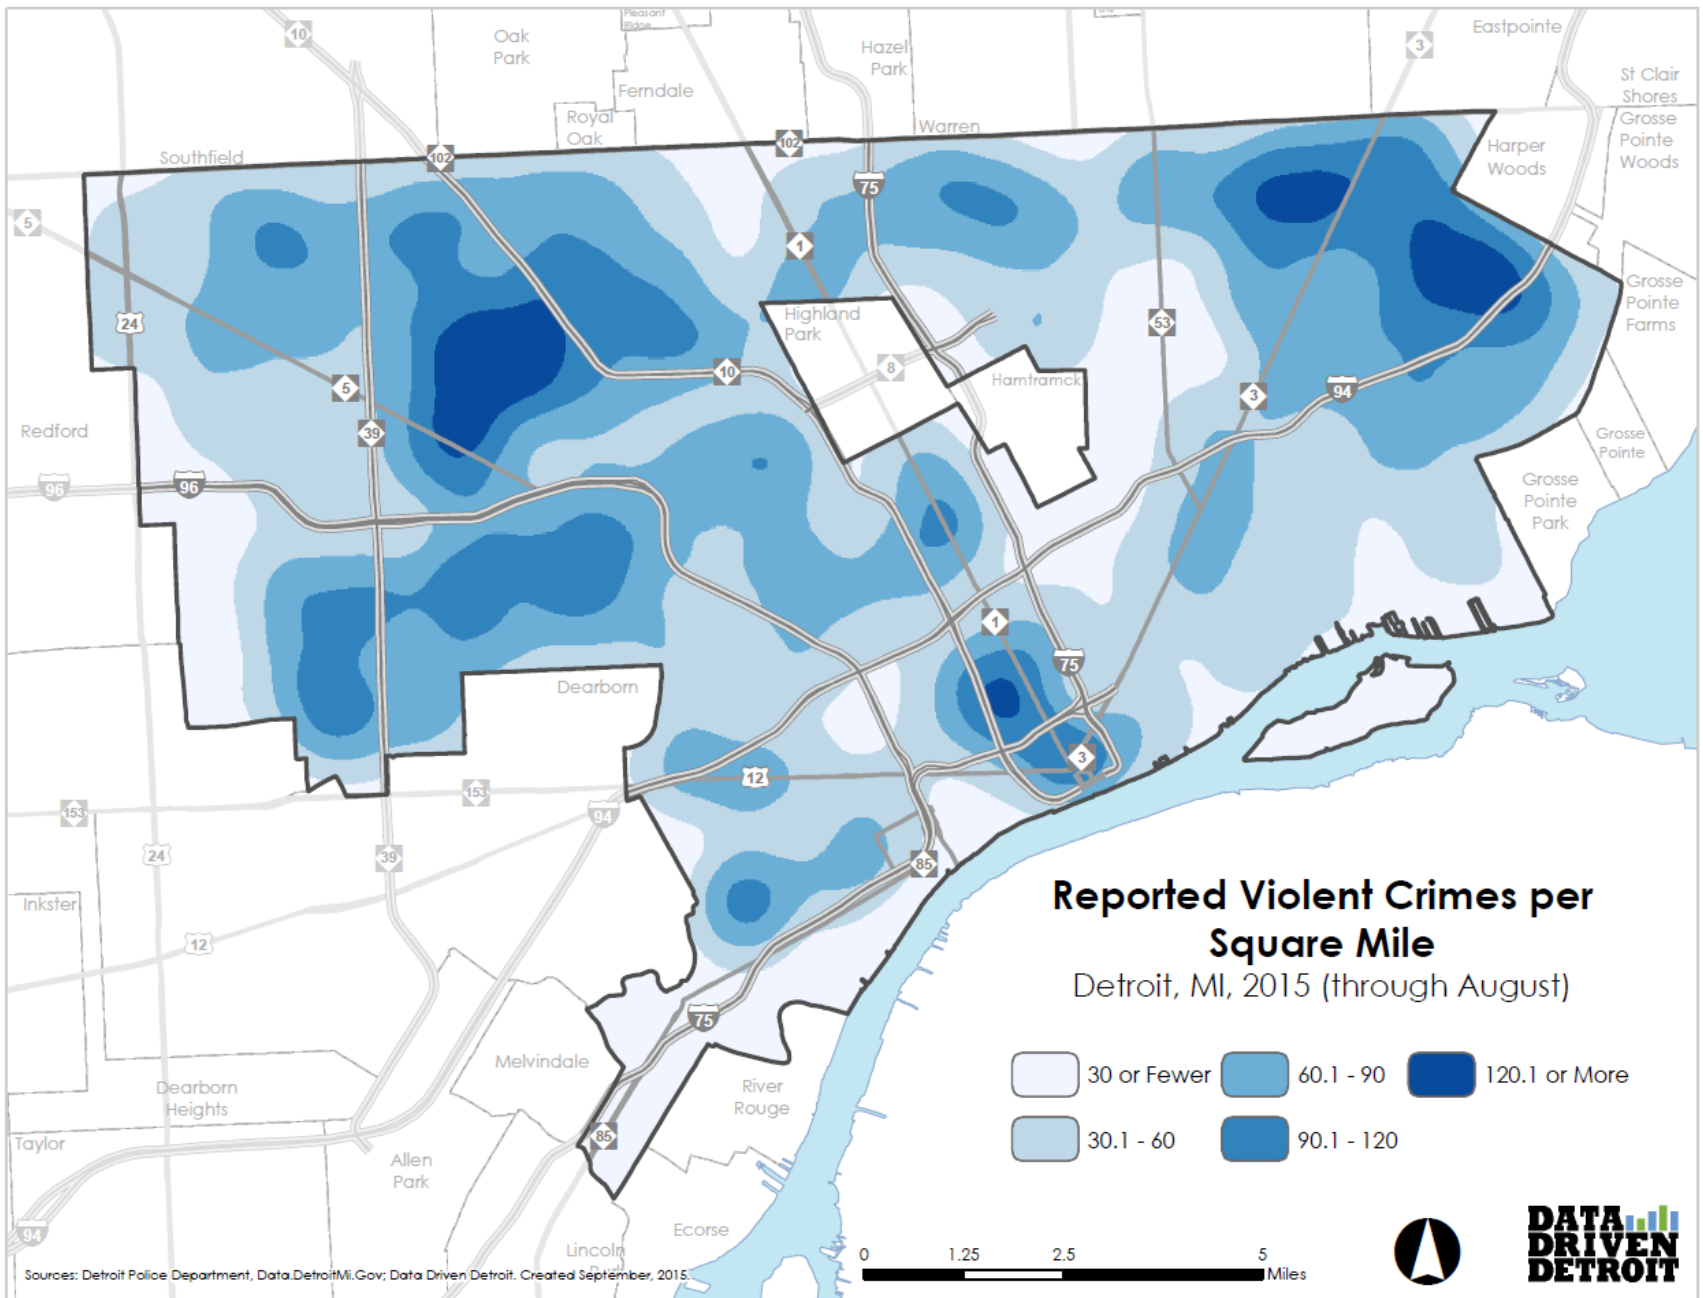 10
Oak
Park
Pleasant
Ridge
Hazel
Park
3
Eastpointe
St Clair
Shores
Ferndale
Royal
Oak
Warren
102
102
Southfield
Grosse
Pointe
Woods
Harper
Woods
75
5
1
24
Highland
Park
53
Grosse
Pointe
Farms
8
10
Hamtramck
5
3
94
39
Redford
Grosse
Pointe
96
96
Grosse
Pointe
Park
1
75
Dearborn
3
12
153
153
94
24
39
85
Inkster
12
75
Melvindale
River
Rouge
Dearborn
Heights
Taylor
85
Allen
Park
94
Ecorse
Lincoln
Reported Violent Crimes per
Square Mile
Detroit, MI, 2015 (through August)
30 or Fewer
60.1 - 90
120.1 or More
30.1 - 60
90.1 - 120
0 1.25 2.5 5
Miles
DATA
DRIVEN
DETROIT
Sources: Detroit Police Department, Data.DetroitMi.Gov; Data Driven Detroit. Created September, 2015.